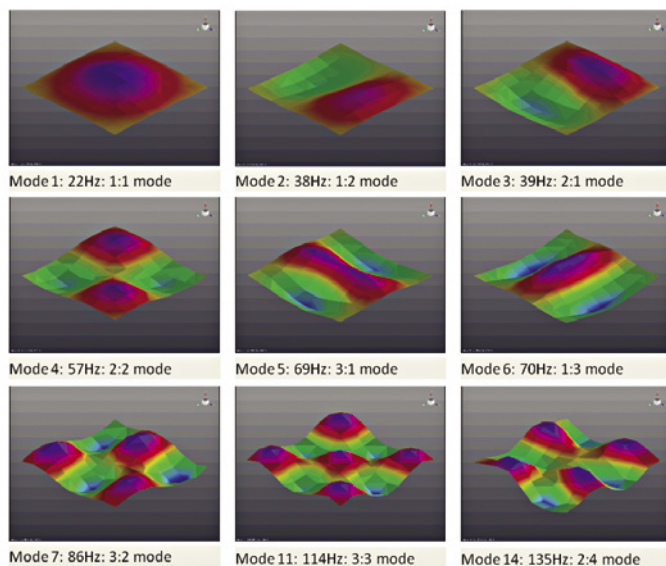 Mode 1: 22Hz: 1:1 mode
Mode 2: 38Hz: 1:2 mode
Mode 3: 39Hz: 2:1 mode
Mode 4: 57Hz: 2:2 mode
Mode 5: 69Hz: 3:1 mode
Mode 6: 70Hz: 1:3 mode
Mode 7: 86Hz: 3:2 mode
Mode 11: 114Hz: 3:3 mode
Mode 14: 135Hz: 2:4 mode